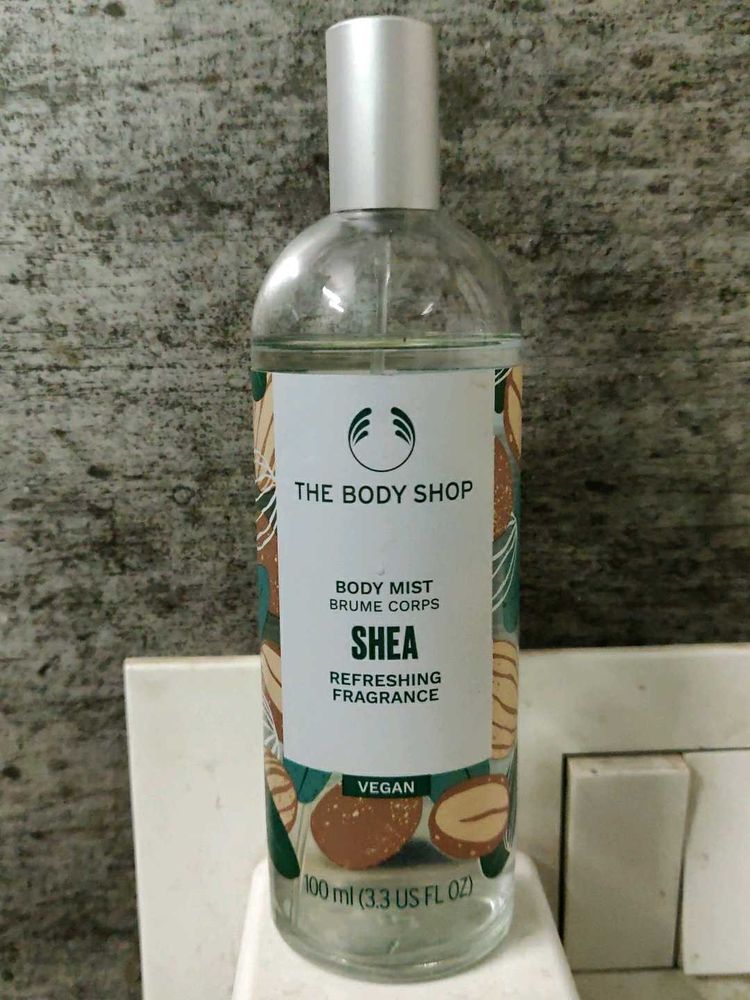 THE BODY SHOP
BODY MIST
BRUME CORPS
SHEA
REFRESHING
FRAGRANCE
VEGAN
100 ml (3.3 US FL OZ)